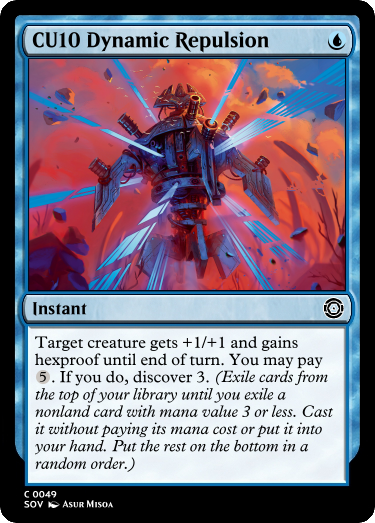 CU10 Dynamic Repulsion
Instant
Target creature gets +1/+1 and gains
hexproof until end of turn. You may pay
5. If you do, discover 3. (Exile cards from
the top of your library until you exile a
nonland card with mana value 3 or less. Cast
it without paying its mana cost or put it into
your hand. Put the rest on the bottom in a
random order.)
C 0049
SOV ASUR MISOA